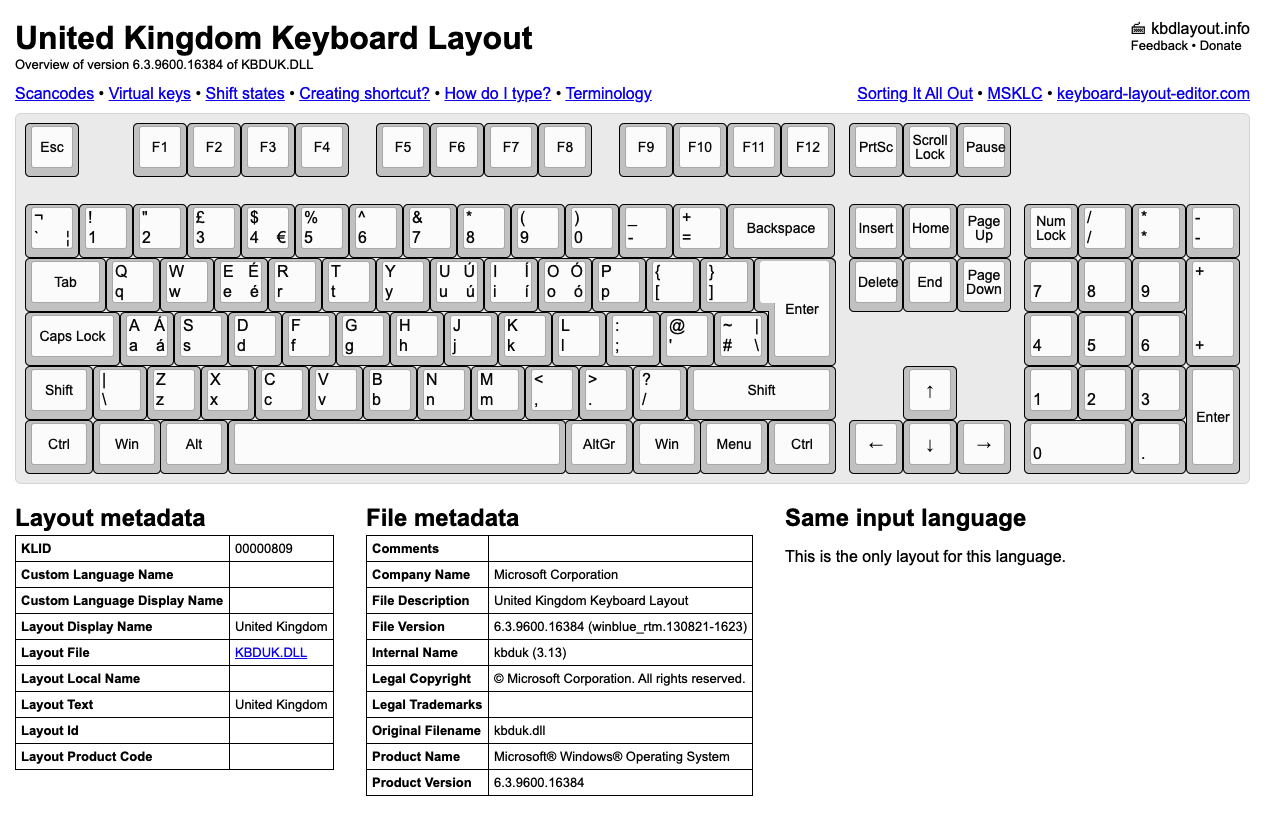 United Kingdom Keyboard Layout
🖮 kbdlayout.info
Overview of version 6.3.9600.16384 of KBDUK.DLL
Feedback • Donate
Scancodes • Virtual keys • Shift states • Creating shortcut? • How do I type? • Terminology
Sorting It All Out • MSKLC • keyboard-layout-editor.com
Esc F1 F2 F3 F4 F5 F6 F7 F8 F9 F10 F11 F12 PrtSc Scroll Lock Pause
¬ ! " £ $ % ^ & * ( ) _ + Backspace Insert Home Page Up Num Lock / * -
` ¦ 1 2 3 4 € 5 6 7 8 9 0 - = / * -
Tab Q W E É R T Y U Ú I Í O Ó P { } Enter Delete End Page Down +
q w e é r t y u ú i í o ó p [ ] 7 8 9
Caps Lock A Á S D F G H J K L : @ ~ |
a á s d f g h j k l ; ' # \ 4 5 6 +
Shift | Z X C V B N M < > ? Shift ↑ Enter
\ z x c v b n m , . / 1 2 3
Ctrl Win Alt AltGr Win Menu Ctrl ← ↓ → 0 .
Layout metadata
KLID 00000809
Custom Language Name
Custom Language Display Name
Layout Display Name United Kingdom
Layout File KBDUK.DLL
Layout Local Name
Layout Text United Kingdom
Layout Id
Layout Product Code
File metadata
Comments
Company Name Microsoft Corporation
File Description United Kingdom Keyboard Layout
File Version 6.3.9600.16384 (winblue_rtm.130821-1623)
Internal Name kbduk (3.13)
Legal Copyright © Microsoft Corporation. All rights reserved.
Legal Trademarks
Original Filename kbduk.dll
Product Name Microsoft® Windows® Operating System
Product Version 6.3.9600.16384
Same input language
This is the only layout for this language.